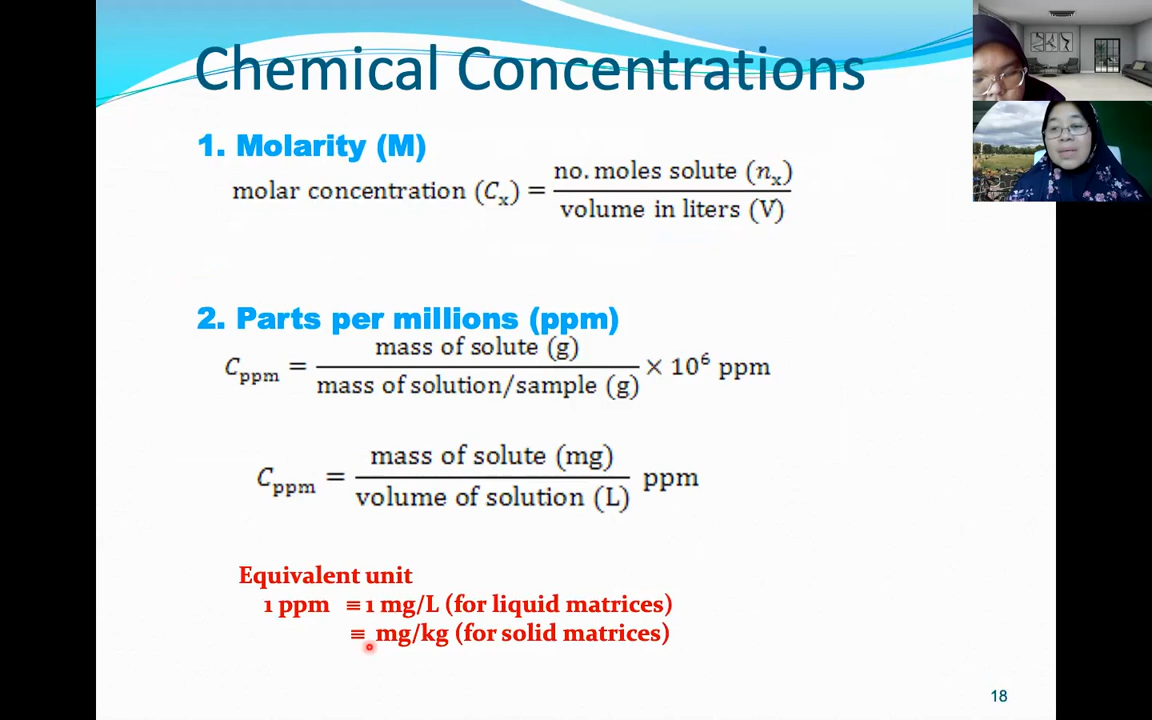 Chemical Concentrations
1. Molarity (M)
molar concentration (Cₓ) = no. moles solute (nₓ) / volume in liters (V)
2. Parts per millions (ppm)
C_ppm = mass of solute (g) / mass of solution/sample (g) × 10⁶ ppm
C_ppm = mass of solute (mg) / volume of solution (L) ppm
Equivalent unit
1 ppm ≡ 1 mg/L (for liquid matrices)
≡ mg/kg (for solid matrices)
18